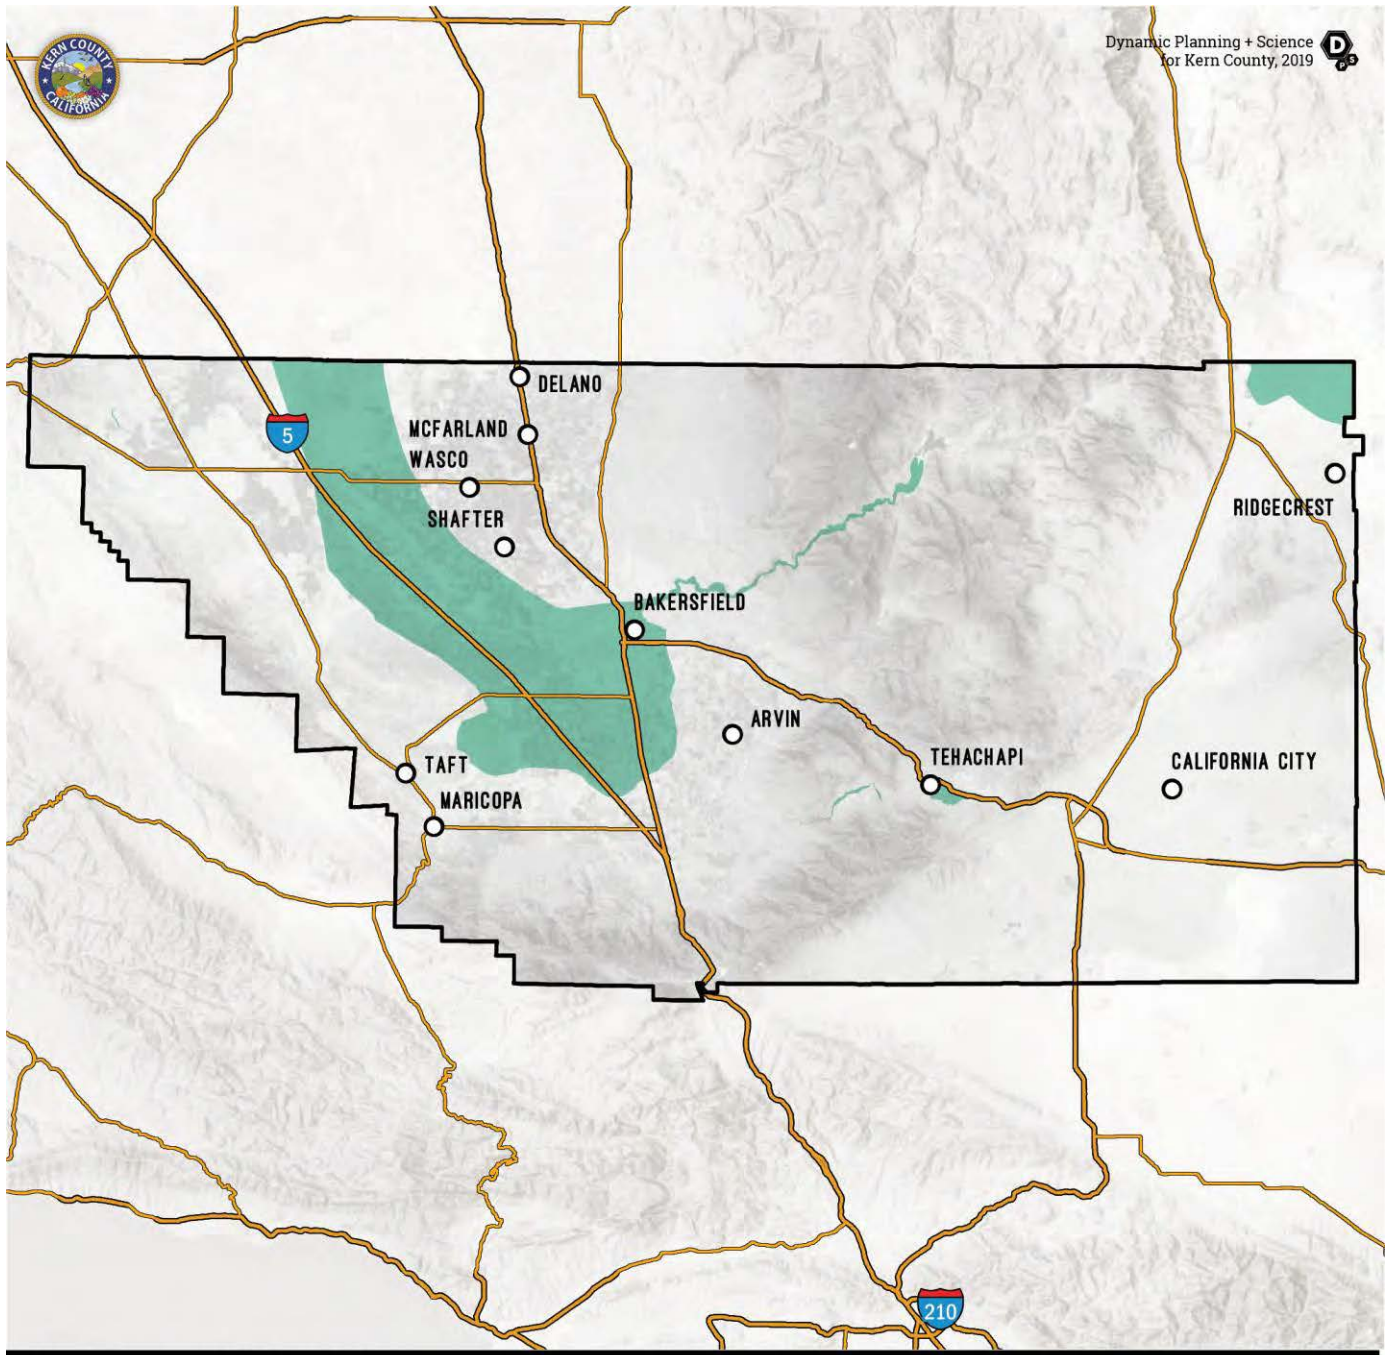 KERN COUNTY
CALIFORNIA
Dynamic Planning + Science
for Kern County, 2019
D
P
S
DELANO
5
MCFARLAND
WASCO
SHAFTER
RIDGECREST
BAKERSFIELD
ARVIN
TEHACHAPI
CALIFORNIA CITY
TAFT
MARICOPA
210